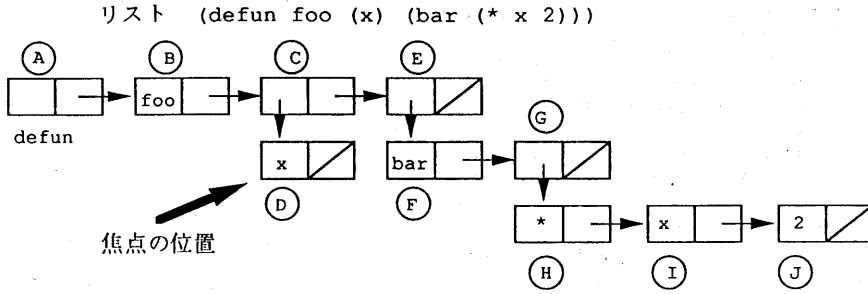 リスト (defun foo (x) (bar (* x 2)))
A B C E
foo
defun
G
x bar
D F
* x 2
焦点の位置
H I J